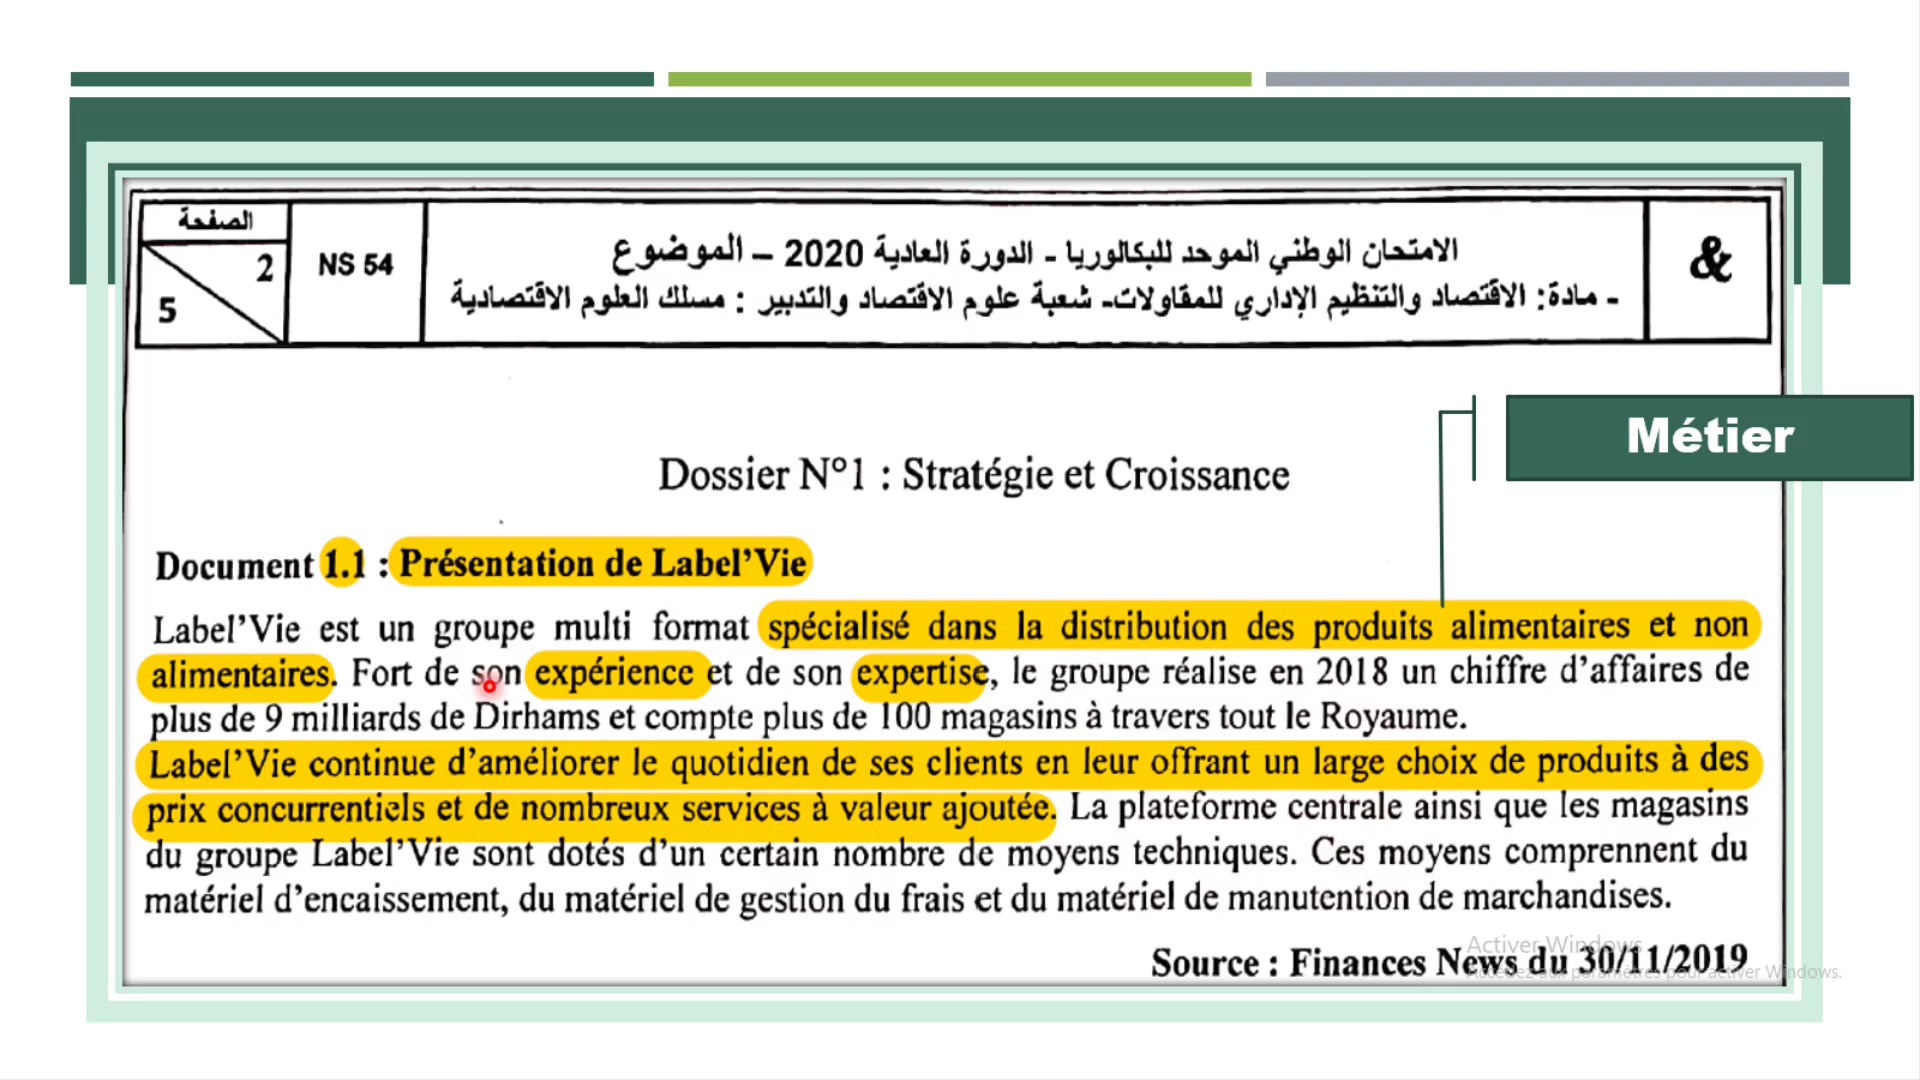 الصفحة
2
5
NS 54
الامتحان الوطني الموحد للبكالوريا - الدورة العادية 2020 – الموضوع
- مادة: الاقتصاد والتنظيم الإداري للمقاولات- شعبة علوم الاقتصاد والتدبير : مسلك العلوم الاقتصادية
&
Métier
Dossier N°1 : Stratégie et Croissance
Document 1.1 : Présentation de Label’Vie
Label’Vie est un groupe multi format spécialisé dans la distribution des produits alimentaires et non
alimentaires. Fort de son expérience et de son expertise, le groupe réalise en 2018 un chiffre d’affaires de
plus de 9 milliards de Dirhams et compte plus de 100 magasins à travers tout le Royaume.
Label’Vie continue d’améliorer le quotidien de ses clients en leur offrant un large choix de produits à des
prix concurrentiels et de nombreux services à valeur ajoutée. La plateforme centrale ainsi que les magasins
du groupe Label’Vie sont dotés d’un certain nombre de moyens techniques. Ces moyens comprennent du
matériel d’encaissement, du matériel de gestion du frais et du matériel de manutention de marchandises.
Activer Windows
Source : Finances News du 30/11/2019
Accédez aux paramètres pour activer Windows.